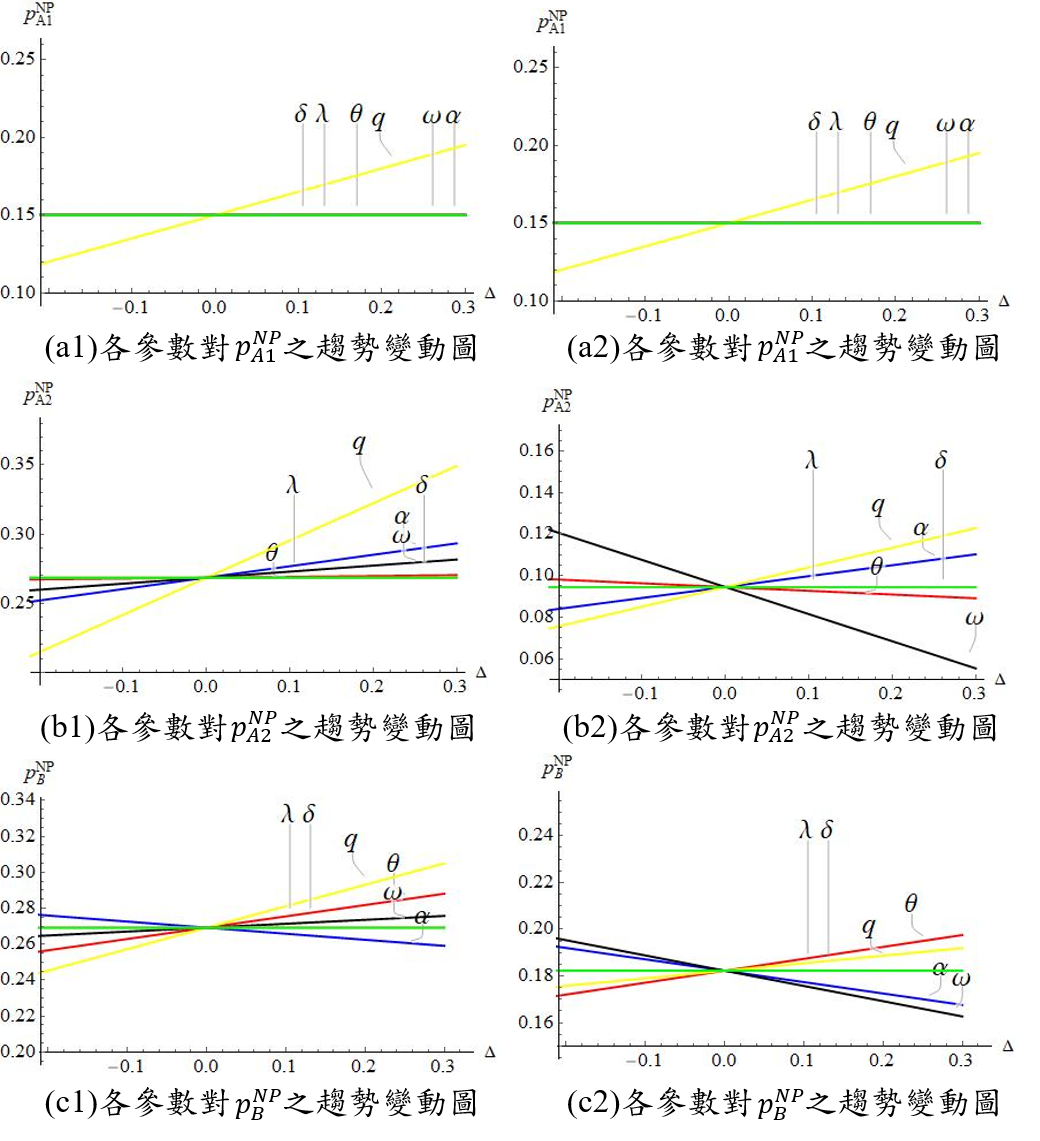 p_A1^NP
0.25
0.20
0.15
0.10
δ λ θ q ω α
−0.1 0.0 0.1 0.2 0.3 Δ
(a1)各參數對p_A1^NP之趨勢變動圖
p_A1^NP
0.25
0.20
0.15
0.10
δ λ θ q ω α
−0.1 0.0 0.1 0.2 0.3 Δ
(a2)各參數對p_A1^NP之趨勢變動圖
p_A2^NP
0.35
0.30
0.25
q
λ δ
α
ω
θ
−0.1 0.0 0.1 0.2 0.3 Δ
(b1)各參數對p_A2^NP之趨勢變動圖
p_A2^NP
0.16
0.14
0.12
0.10
0.08
0.06
λ δ
q α
θ
ω
−0.1 0.0 0.1 0.2 0.3 Δ
(b2)各參數對p_A2^NP之趨勢變動圖
p_B^NP
0.34
0.32
0.30
0.28
0.26
0.24
0.22
0.20
λ δ
q
θ
ω
α
−0.1 0.0 0.1 0.2 0.3 Δ
(c1)各參數對p_B^NP之趨勢變動圖
p_B^NP
0.24
0.22
0.20
0.18
0.16
λ δ
θ
q
α ω
−0.1 0.0 0.1 0.2 0.3 Δ
(c2)各參數對p_B^NP之趨勢變動圖